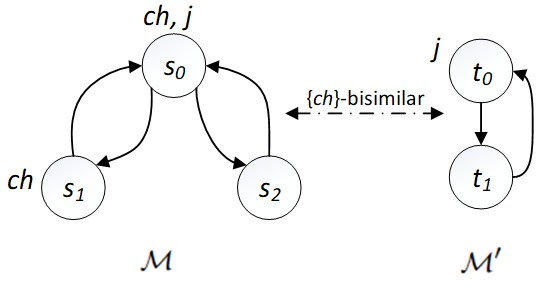 ch, j
s0
j
t0
{ch}-bisimilar
ch
s1
s2
t1
ℳ
ℳ′